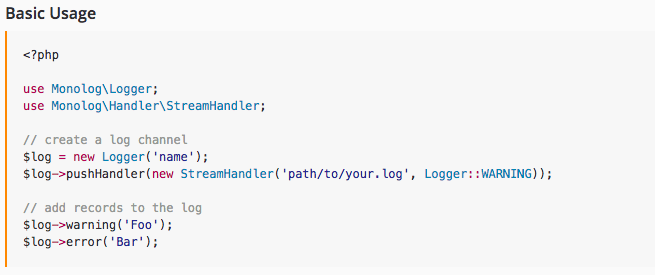 Basic Usage
<?php
use Monolog\Logger;
use Monolog\Handler\StreamHandler;
// create a log channel
$log = new Logger('name');
$log->pushHandler(new StreamHandler('path/to/your.log', Logger::WARNING));
// add records to the log
$log->warning('Foo');
$log->error('Bar');